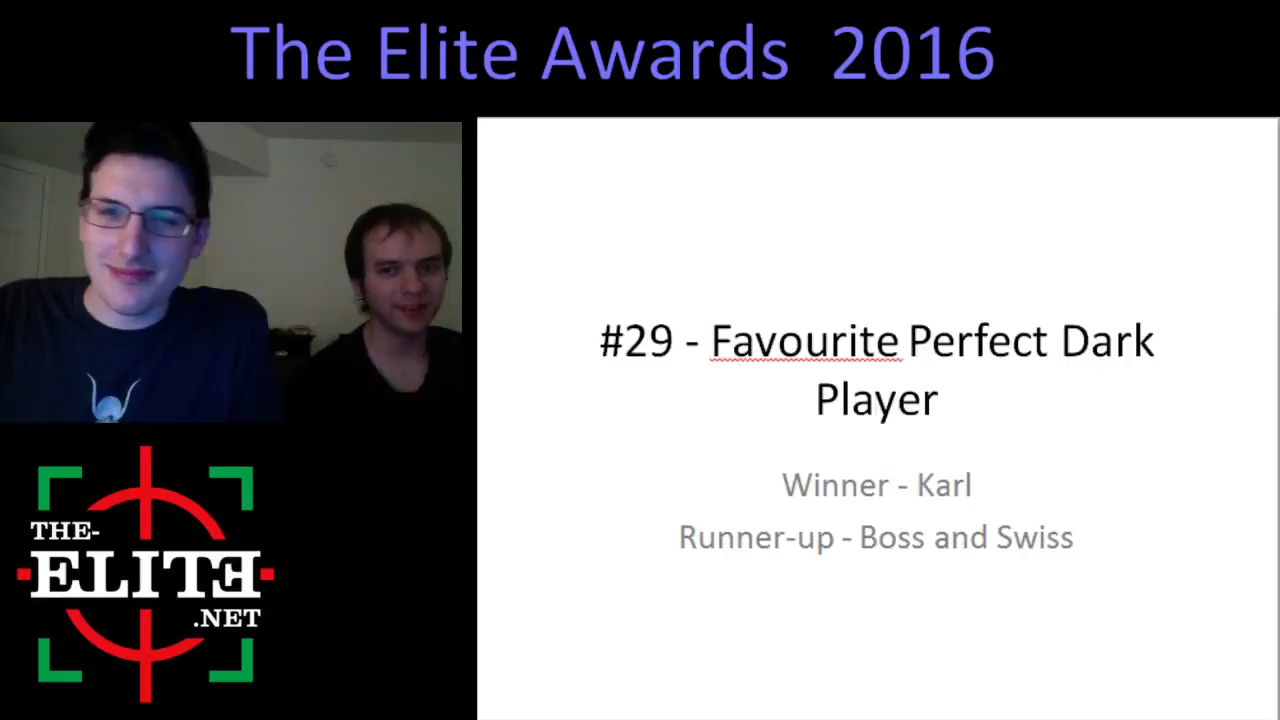 The Elite Awards 2016
#29 - Favourite Perfect Dark
Player
Winner - Karl
Runner-up - Boss and Swiss
THE-
ELITE
.NET